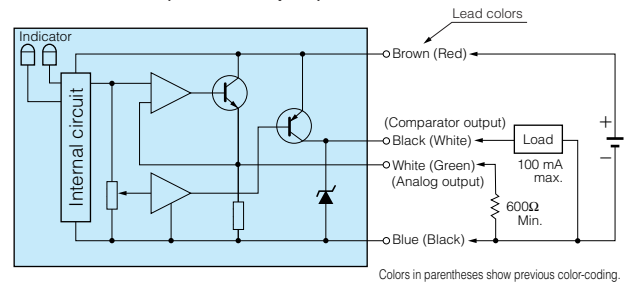 Lead colors
Indicator
Brown (Red)
Internal circuit
(Comparator output)
Black (White)
Load
+
−
White (Green)
100 mA
max.
(Analog output)
600Ω
Min.
Blue (Black)
Colors in parentheses show previous color-coding.